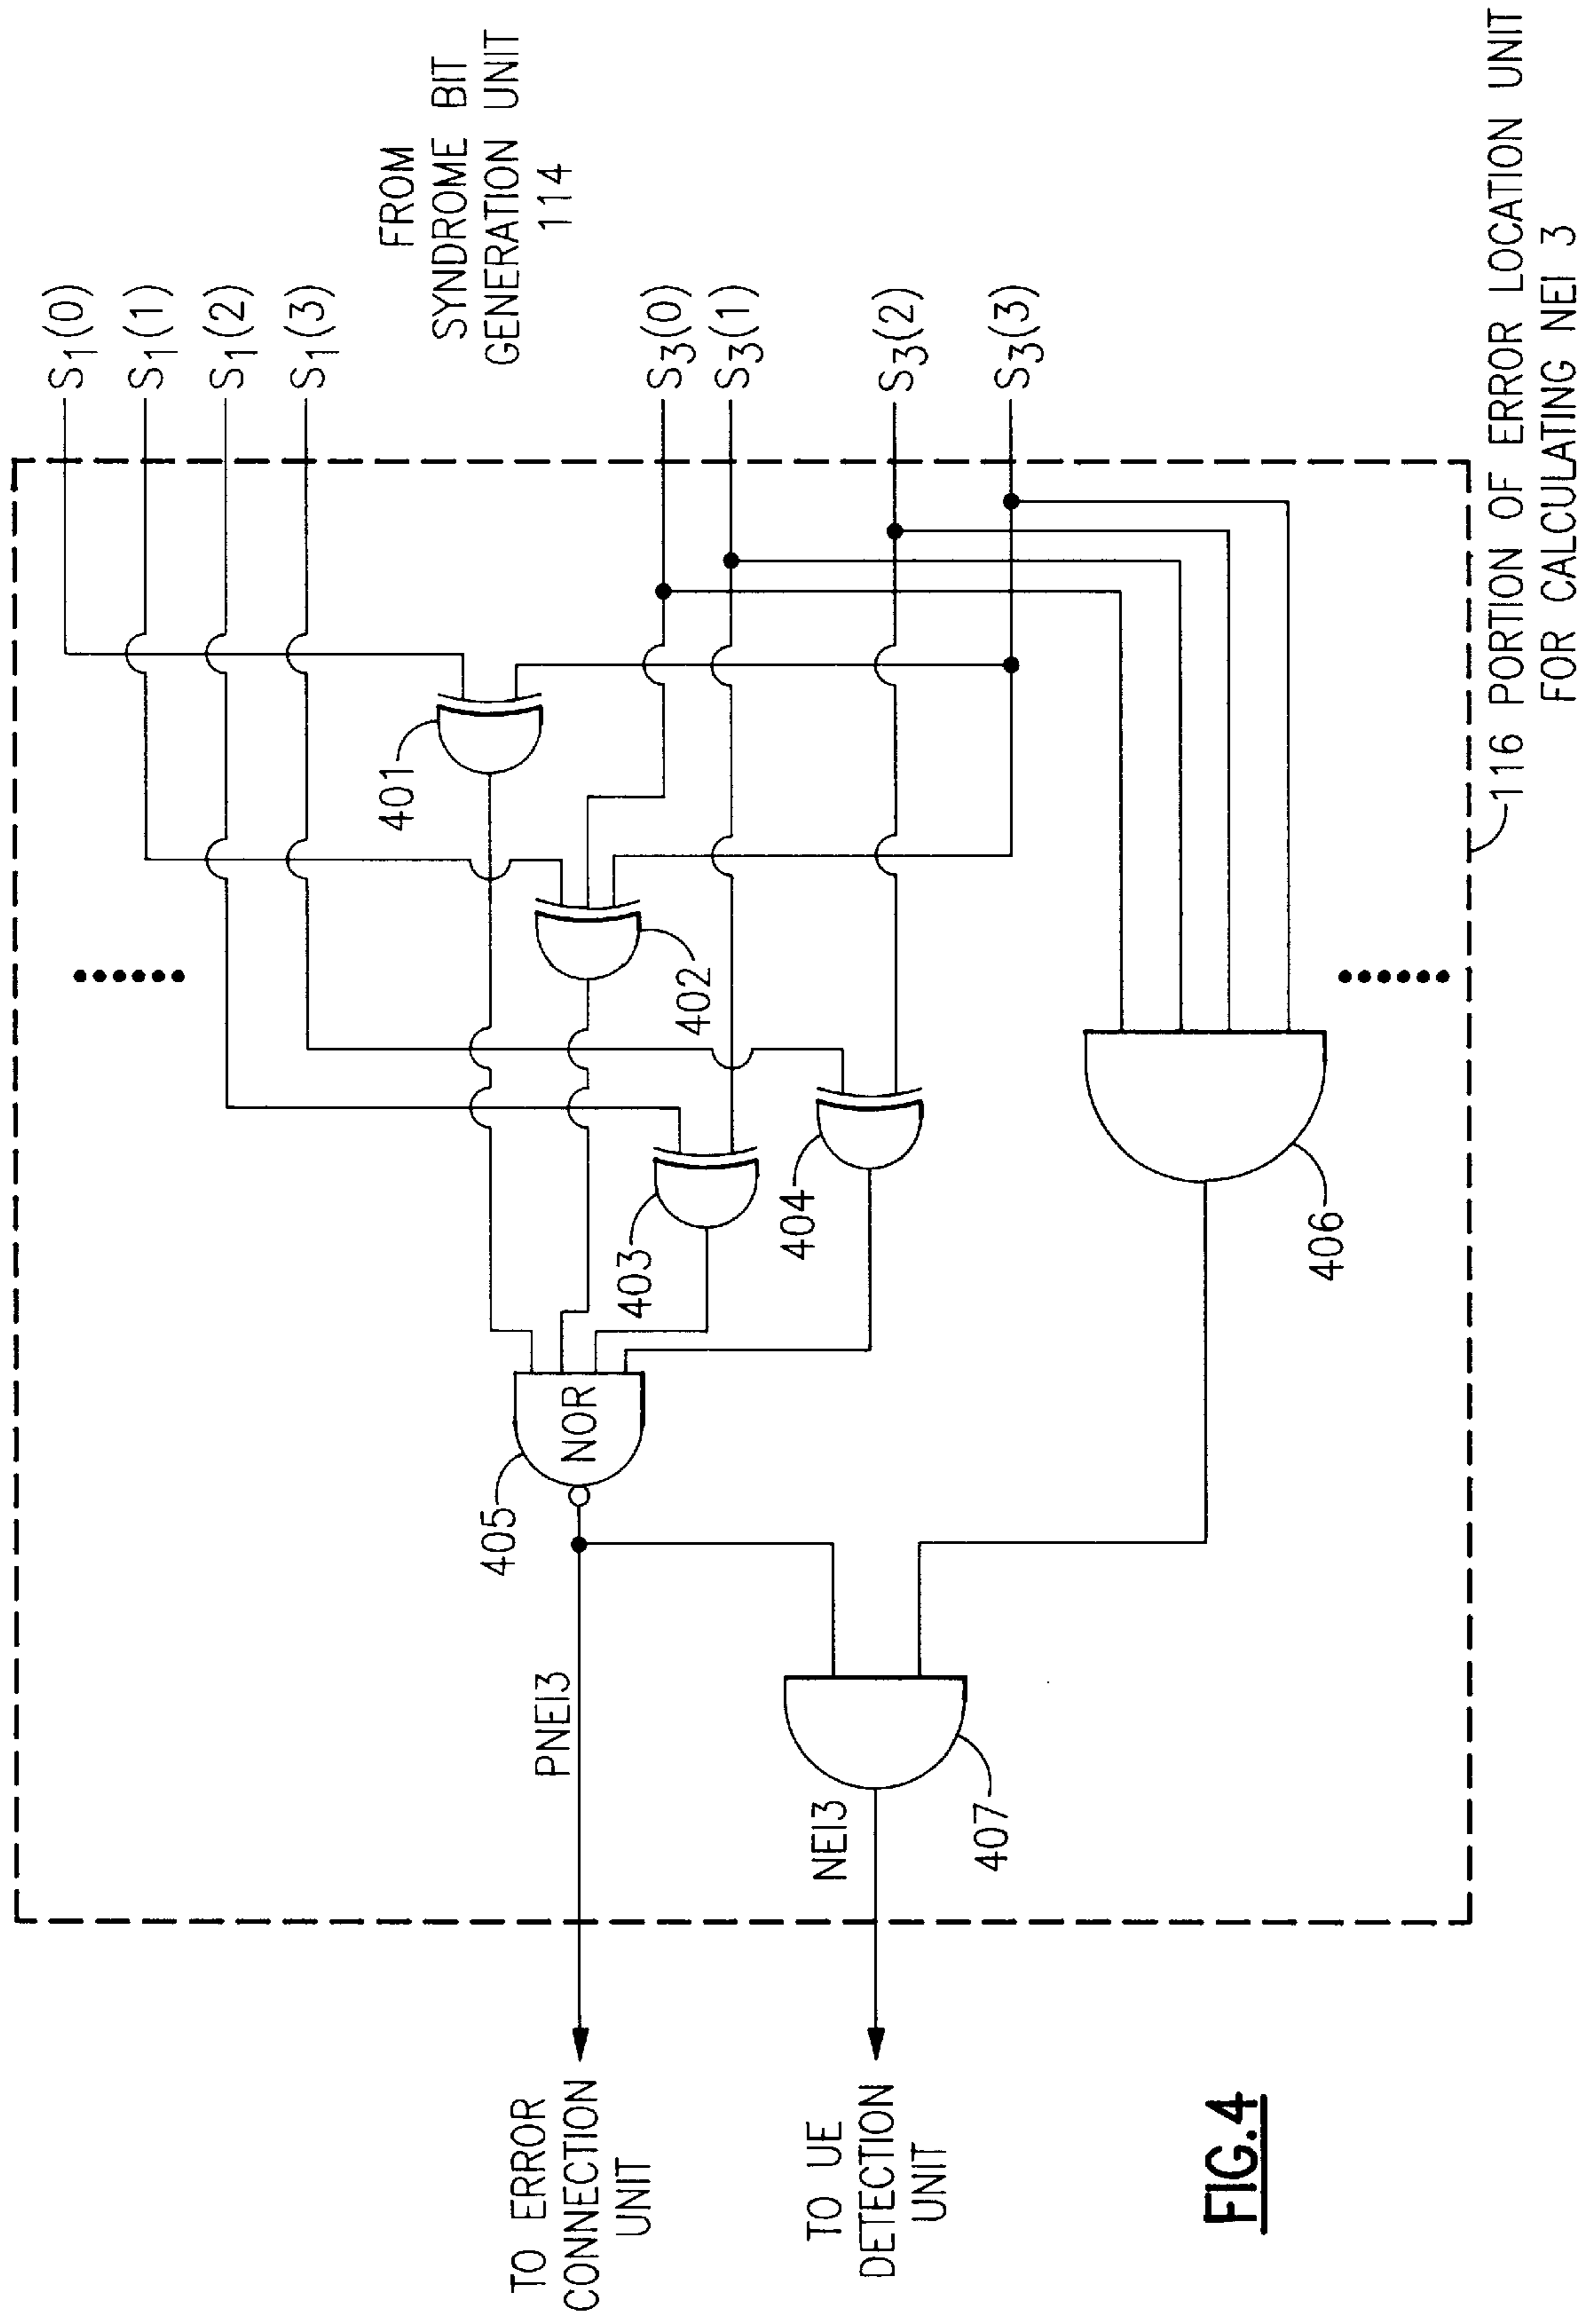 S1(0)
S1(1)
S1(2)
S1(3)
FROM
SYNDROME BIT
GENERATION UNIT
114
S3(0)
S3(1)
S3(2)
S3(3)
401
402
403
404
405
NOR
406
407
PNEI3
NEI3
TO ERROR
CONNECTION
UNIT
TO UE
DETECTION
UNIT
116 PORTION OF ERROR LOCATION UNIT
FOR CALCULATING NEI 3
FIG.4